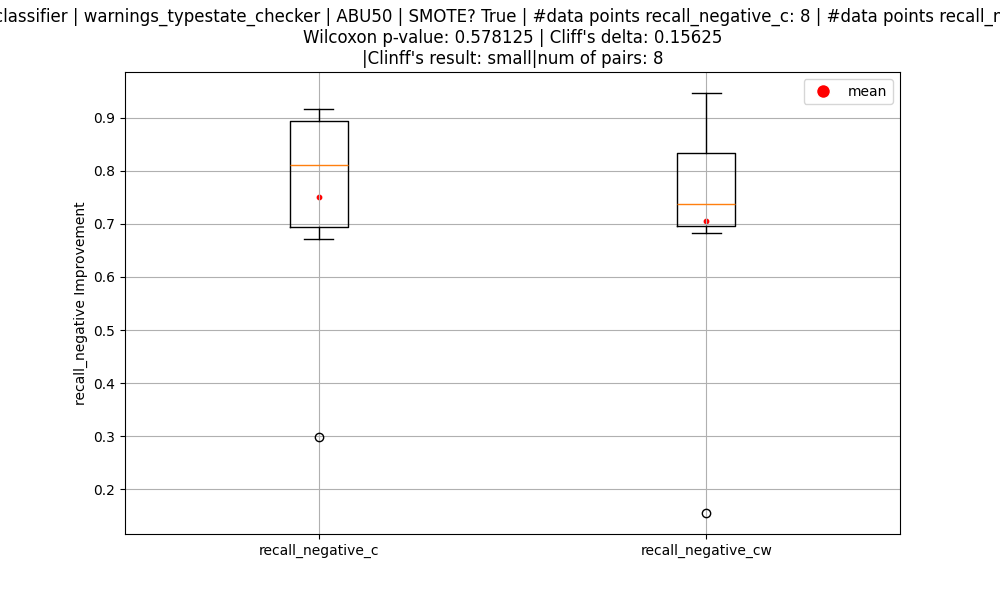 classifier | warnings_typestate_checker | ABU50 | SMOTE? True | #data points recall_negative_c: 8 | #data points
Wilcoxon p-value: 0.578125 | Cliff's delta: 0.15625
|Clinff's result: small|num of pairs: 8
mean
0.9
0.8
0.7
0.6
0.5
0.4
0.3
0.2
recall_negative Improvement
recall_negative_c
recall_negative_cw